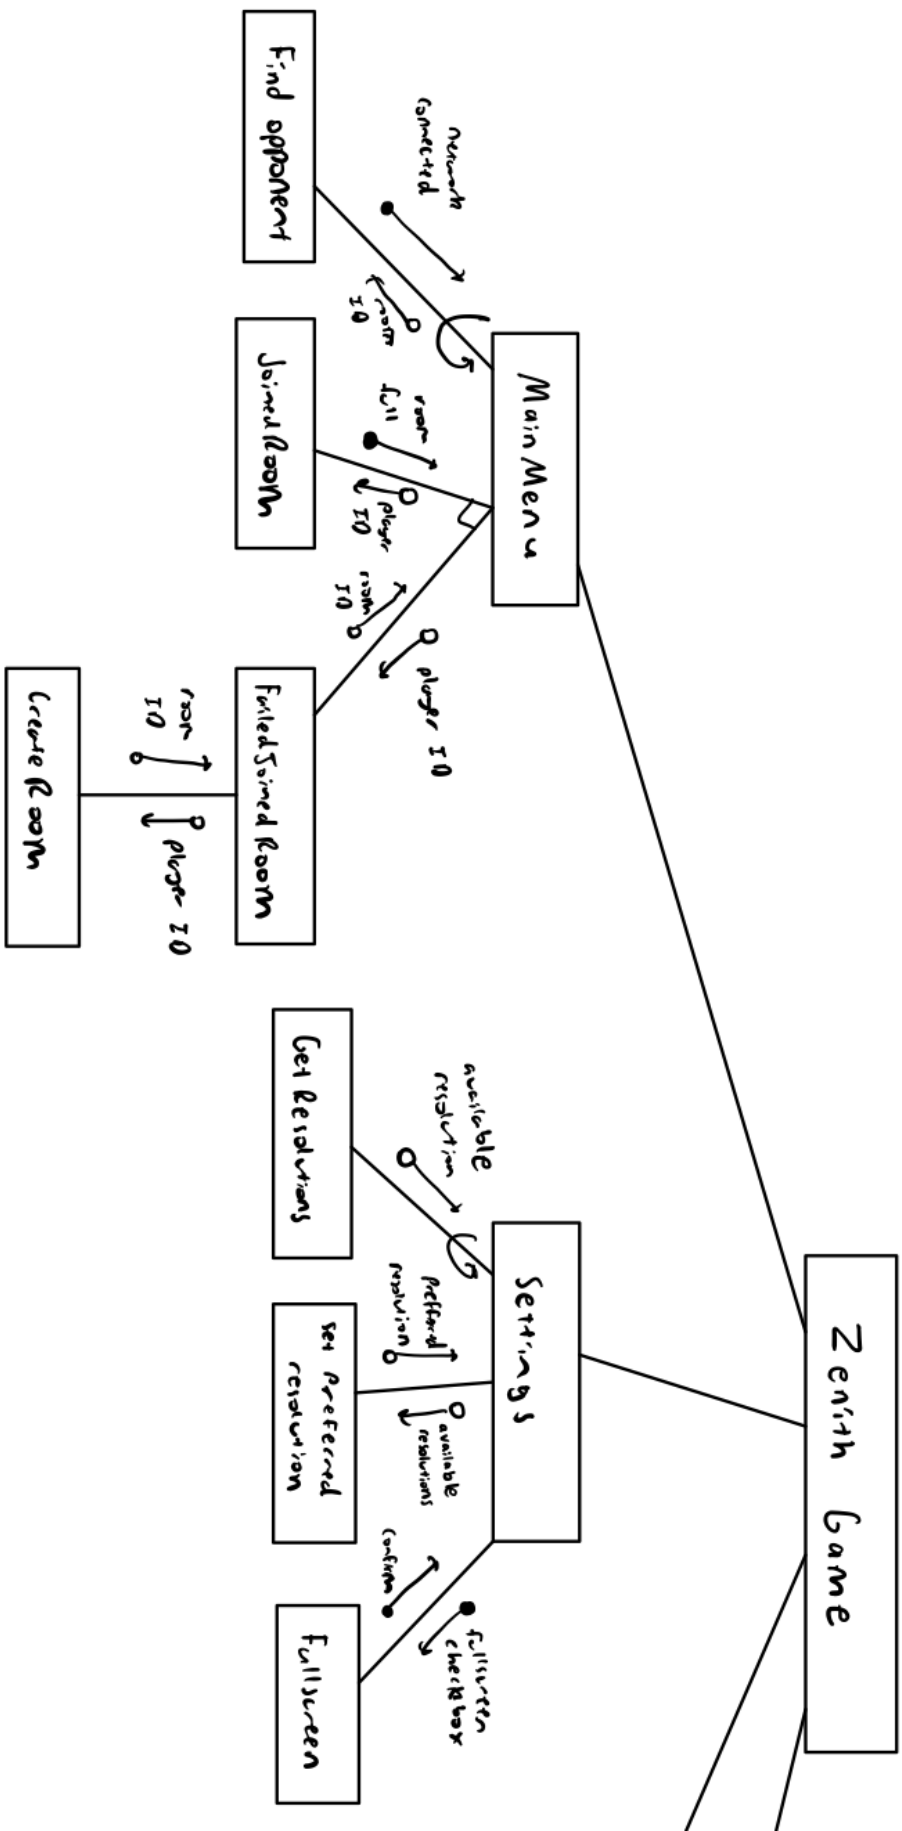 Zenith Game
Main Menu
Settings
network
connected
room
ID
room
full
player
ID
room
ID
player ID
Find opponent
Joined Room
Failed Joined Room
room
ID
player ID
Create Room
available
resolution
Preffered
resolution
available
resolutions
confirm
fullscreen
checkbox
Get Resolutions
Set Preferred
resolution
Fullscreen